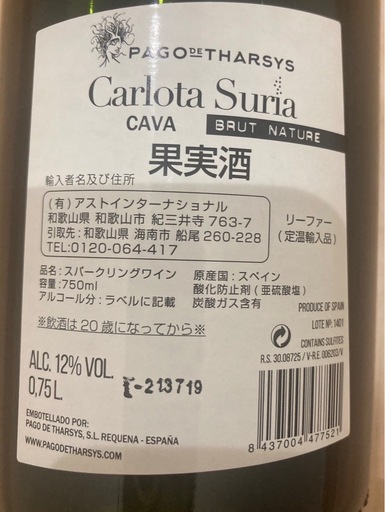 PAGO DE THARSYS
Carlota Suria
CAVA BRUT NATURE
果実酒
輸入者名及び住所
(有)アストインターナショナル
和歌山県 和歌山市 紀三井寺 763-7
引取先:和歌山県 海南市 船尾 260-228
TEL:0120-064-417
リーファー
(定温輸入品)
品名:スパークリングワイン 原産国:スペイン
容量:750ml 酸化防止剤(亜硫酸塩)
アルコール分:ラベルに記載 炭酸ガス含有
※飲酒は20歳になってから※
PRODUCE OF SPAIN
LOTE Nº: 1401
CONTAINS SULFITES
R.S. 30.08725 / V-R.E. 006203/V
ALC. 12% VOL.
0,75 L
L-213719
EMBOTELLADO POR:
PAGO DE THARSYS, S.L. REQUENA - ESPAÑA
WWW.PAGODETHARSYS.COM
8 437004 477521